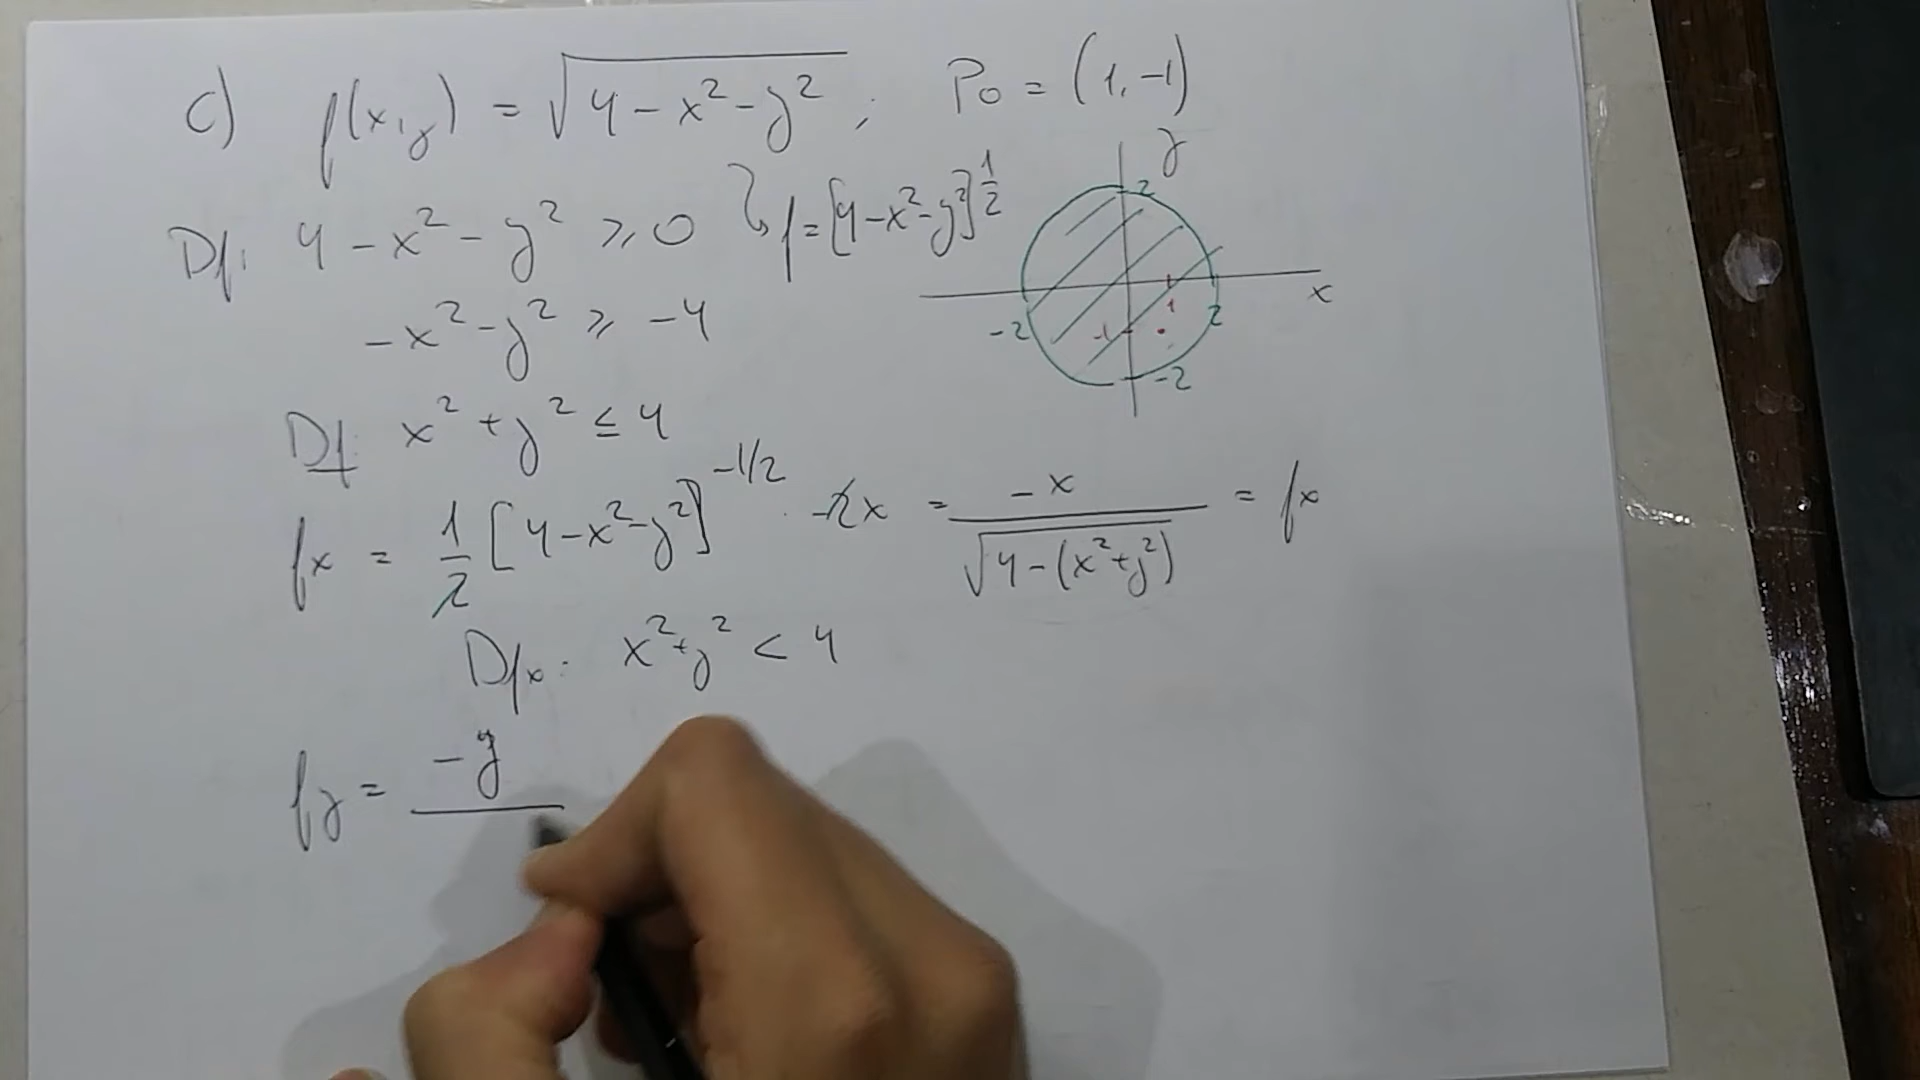 c) f(x,y) = √(4-x²-y²) ; P₀ = (1,-1)
Df: 4-x²-y² ≥ 0 ↳ f = [4-x²-y²]^(1/2)
y
2
-2 -1 1 2 x
-2
-x²-y² ≥ -4
Df: x²+y² ≤ 4
fx = 1/2 [4-x²-y²]^(-1/2) · -2x = -x/√(4-(x²+y²)) = fx
Dfx: x²+y² < 4
fy = -y